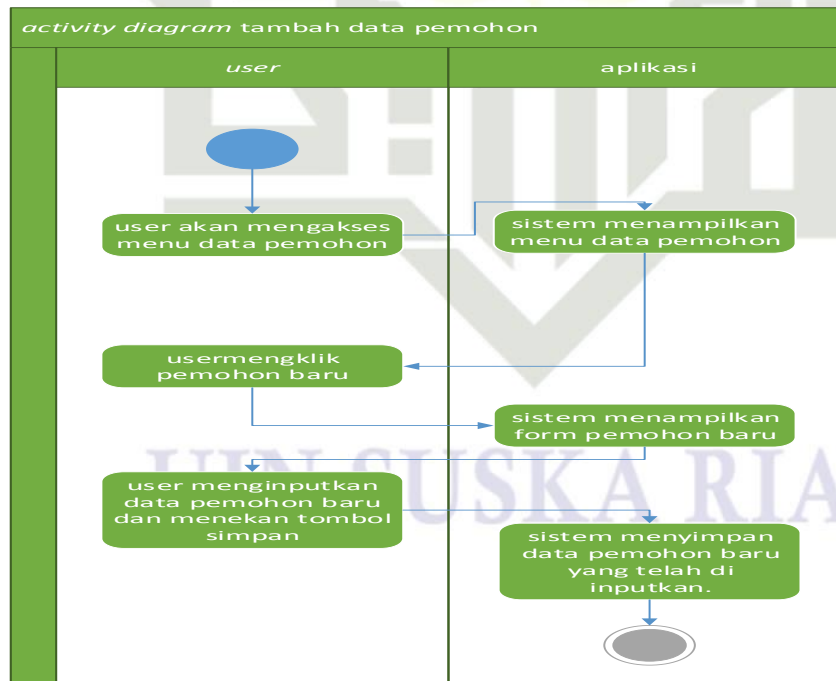 activity diagram tambah data pemohon
user
aplikasi
user akan mengakses
menu data pemohon
sistem menampilkan
menu data pemohon
usermengklik
pemohon baru
sistem menampilkan
form pemohon baru
user menginputkan
data pemohon baru
dan menekan tombol
simpan
sistem menyimpan
data pemohon baru
yang telah di
inputkan.
UIN SUSKA RIA